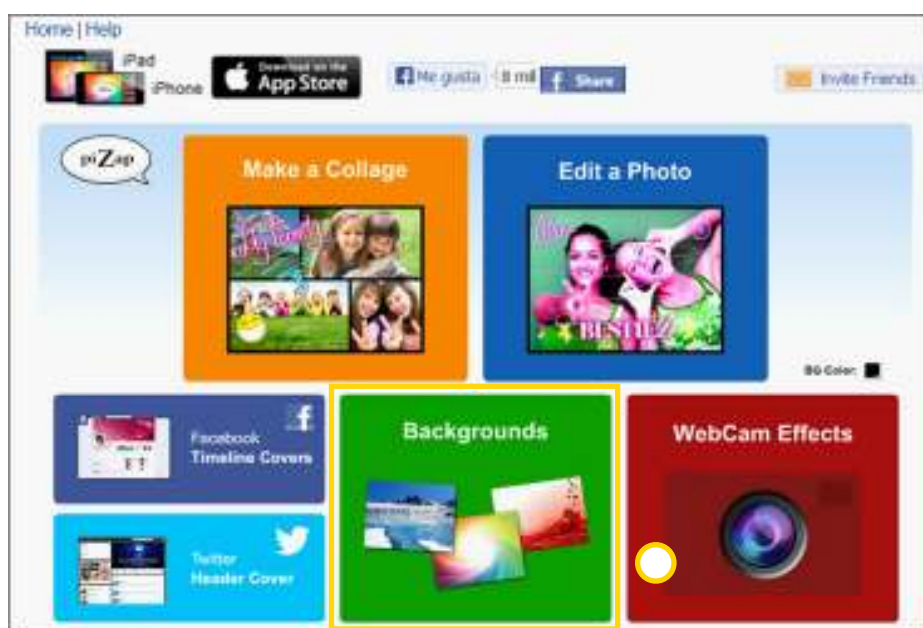 Home | Help
iPad
iPhone
Download on the
App Store
Me gusta
8 mil
Share
Invite Friends
piZap
Make a Collage
Edit a Photo
BESTIEZ
BG Color:
Facebook
Timeline Covers
Backgrounds
WebCam Effects
Twitter
Header Cover